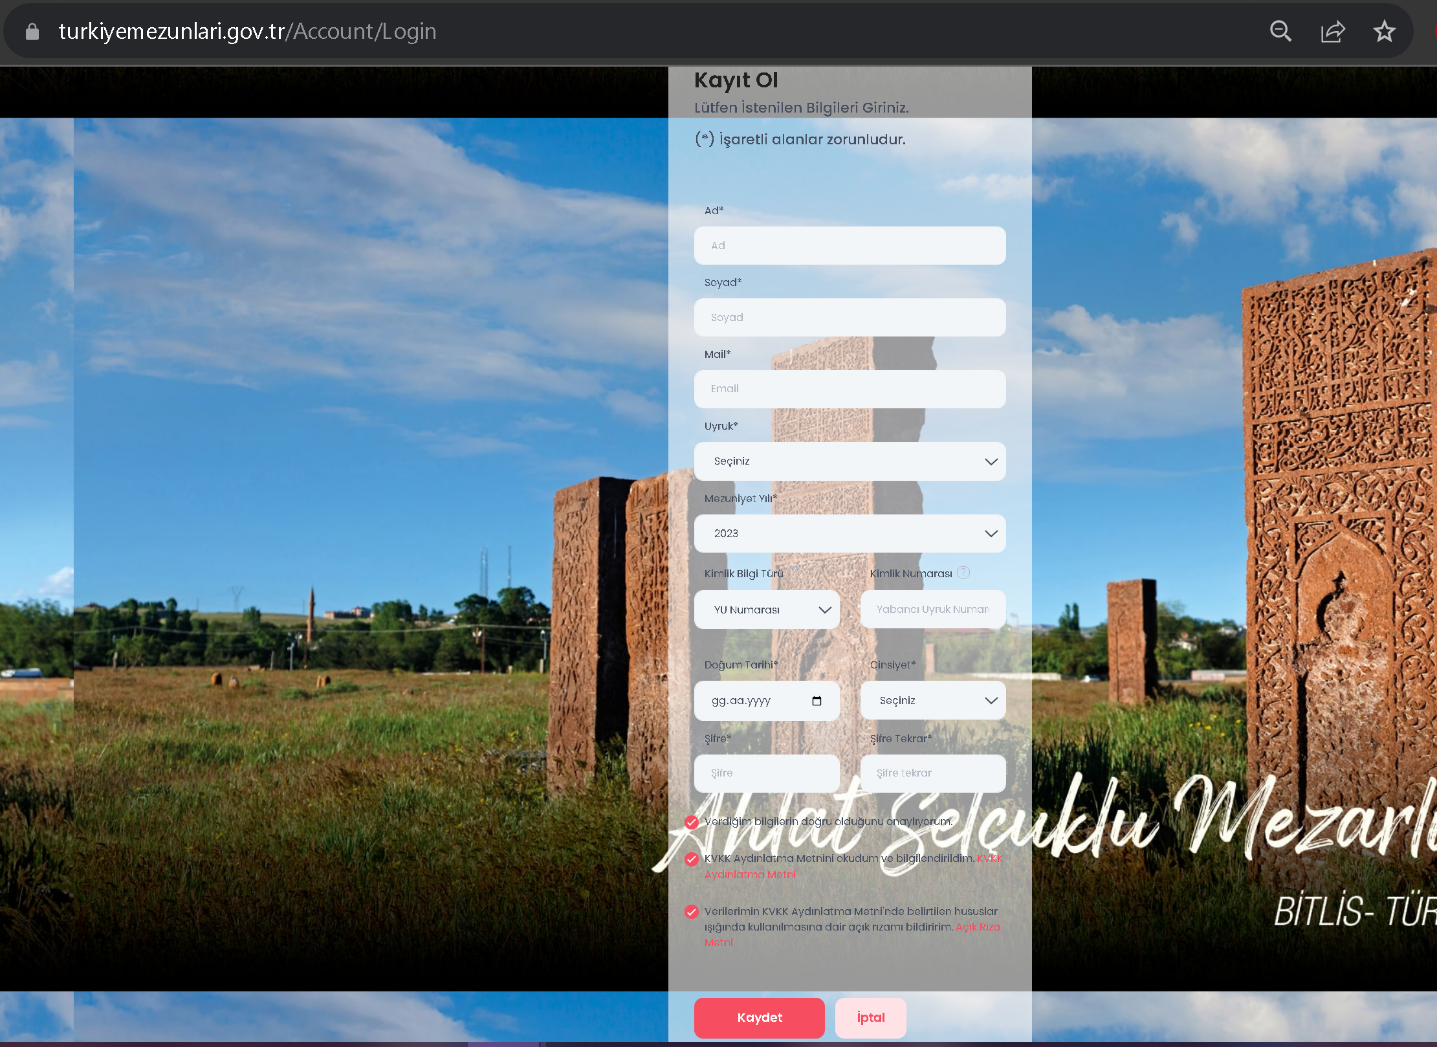 turkiyemezunlari.gov.tr/Account/Login
Kayıt Ol
Lütfen İstenilen Bilgileri Giriniz.
(*) İşaretli alanlar zorunludur.
Ad*
Ad
Soyad*
Soyad
Mail*
Email
Uyruk*
Seçiniz
Mezuniyet Yılı*
2023
Kimlik Bilgi Türü Kimlik Numarası ?
YU Numarası Yabancı Uyruk Numar
Doğum Tarihi* Cinsiyet*
gg.aa.yyyy Seçiniz
Şifre* Şifre Tekrar*
Şifre Şifre tekrar
Verdiğim bilgilerin doğru olduğunu onaylıyorum.
Ahlat Selçuklu Mezarlı
KVKK Aydınlatma Metnini okudum ve bilgilendirildim. KVKK
Aydınlatma Metni
Verilerimin KVKK Aydınlatma Metni'nde belirtilen hususlar
ışığında kullanılmasına dair açık rızamı bildiririm. Açık Rıza
Metni
BİTLİS- TÜR
Kaydet İptal